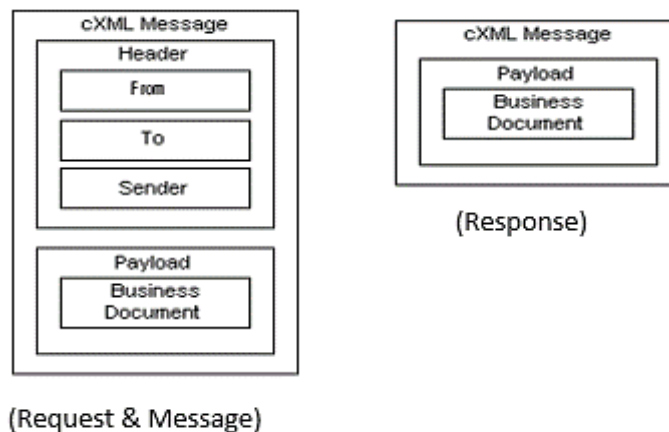 cXML Message
Header
From
To
Sender
Payload
Business
Document
(Request & Message)
cXML Message
Payload
Business
Document
(Response)